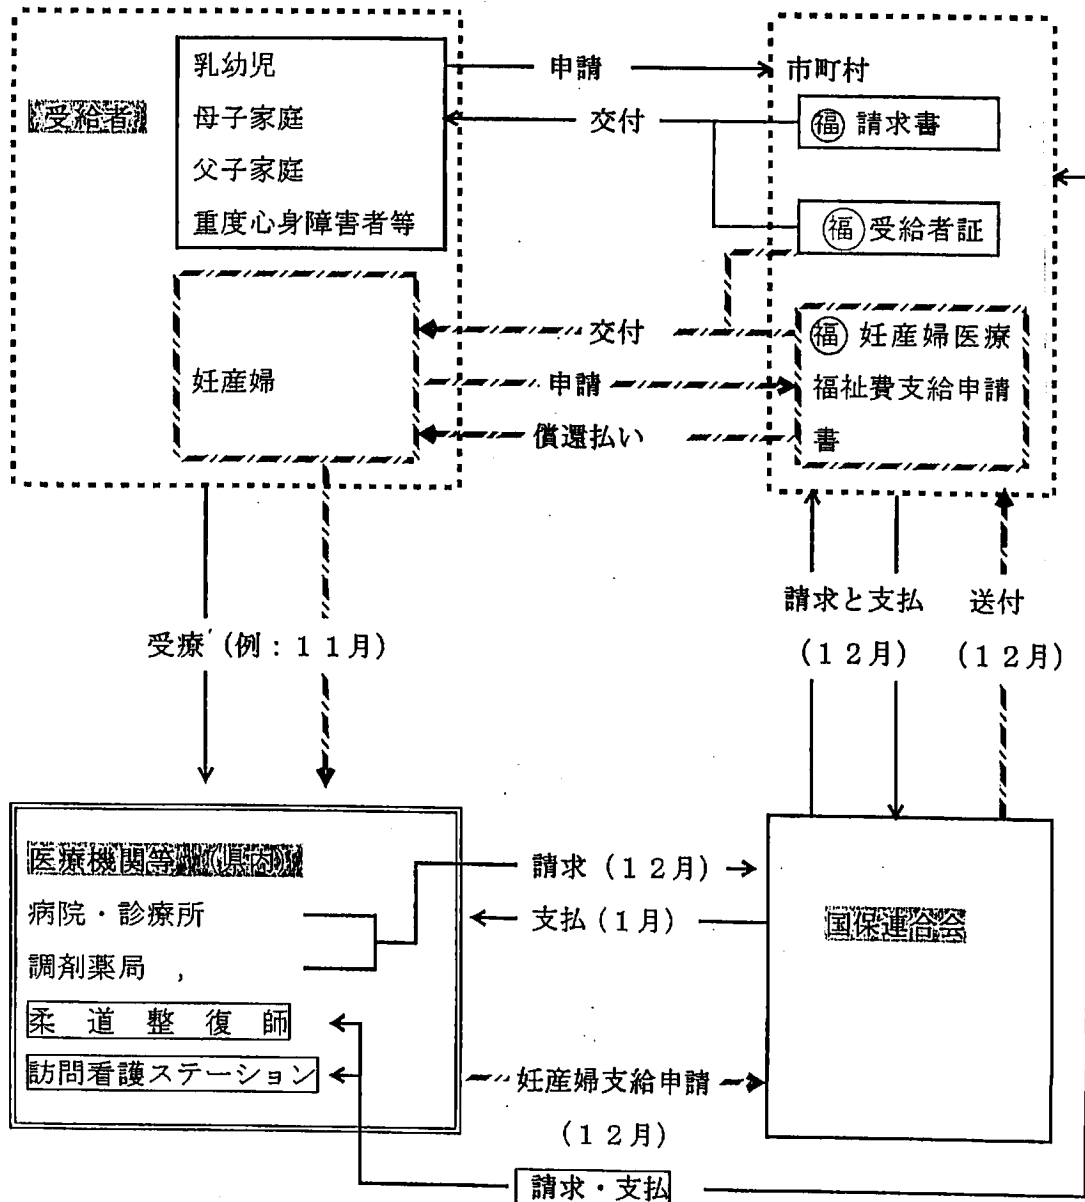 受給者
乳幼児
母子家庭
父子家庭
重度心身障害者等
妊産婦
申請
交付
交付
申請
償還払い
市町村
㊝ 請求書
㊝ 受給者証
㊝ 妊産婦医療
福祉費支給申請
書
受療 (例:11月)
請求と支払
(12月)
送付
(12月)
医療機関等 (県内)
病院・診療所
調剤薬局
柔道整復師
訪問看護ステーション
請求 (12月)
支払 (1月)
妊産婦支給申請
(12月)
請求・支払
国保連合会